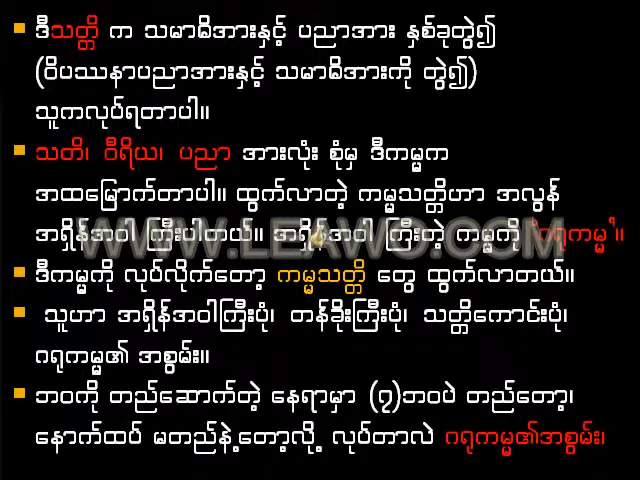 ဒီသတ္တိ က သမာဓိအားနှင့် ပညာအား နှစ်ခုတွဲ၍
(ဝိပဿနာပညာအားနှင့် သမာဓိအားကို တွဲ၍)
သူကလုပ်ရတာပါ။
သတိ၊ ဝီရိယ၊ ပညာ အားလုံး စုံမှ ဒီကမ္မက
အထမြောက်တာပါ။ ထွက်လာတဲ့ ကမ္မသတ္တိဟာ အလွန်
အရှိန်အဝါ ကြီးပါတယ်။ အရှိန်အဝါ ကြီးတဲ့ ကမ္မကို "ဂရုကမ္မ"။
ဒီကမ္မကို လုပ်လိုက်တော့ ကမ္မသတ္တိ တွေ ထွက်လာတယ်။
သူဟာ အရှိန်အဝါကြီးပုံ၊ တန်ခိုးကြီးပုံ၊ သတ္တိကောင်းပုံ၊
ဂရုကမ္မ၏ အစွမ်း။
ဘဝကို တည်ဆောက်တဲ့ နေရာမှာ (၇)ဘဝပဲ တည်တော့၊
နောက်ထပ် မတည်နဲ့တော့လို့ လုပ်တာလဲ ဂရုကမ္မ၏အစွမ်း၊
WWW.LEAWO.COM